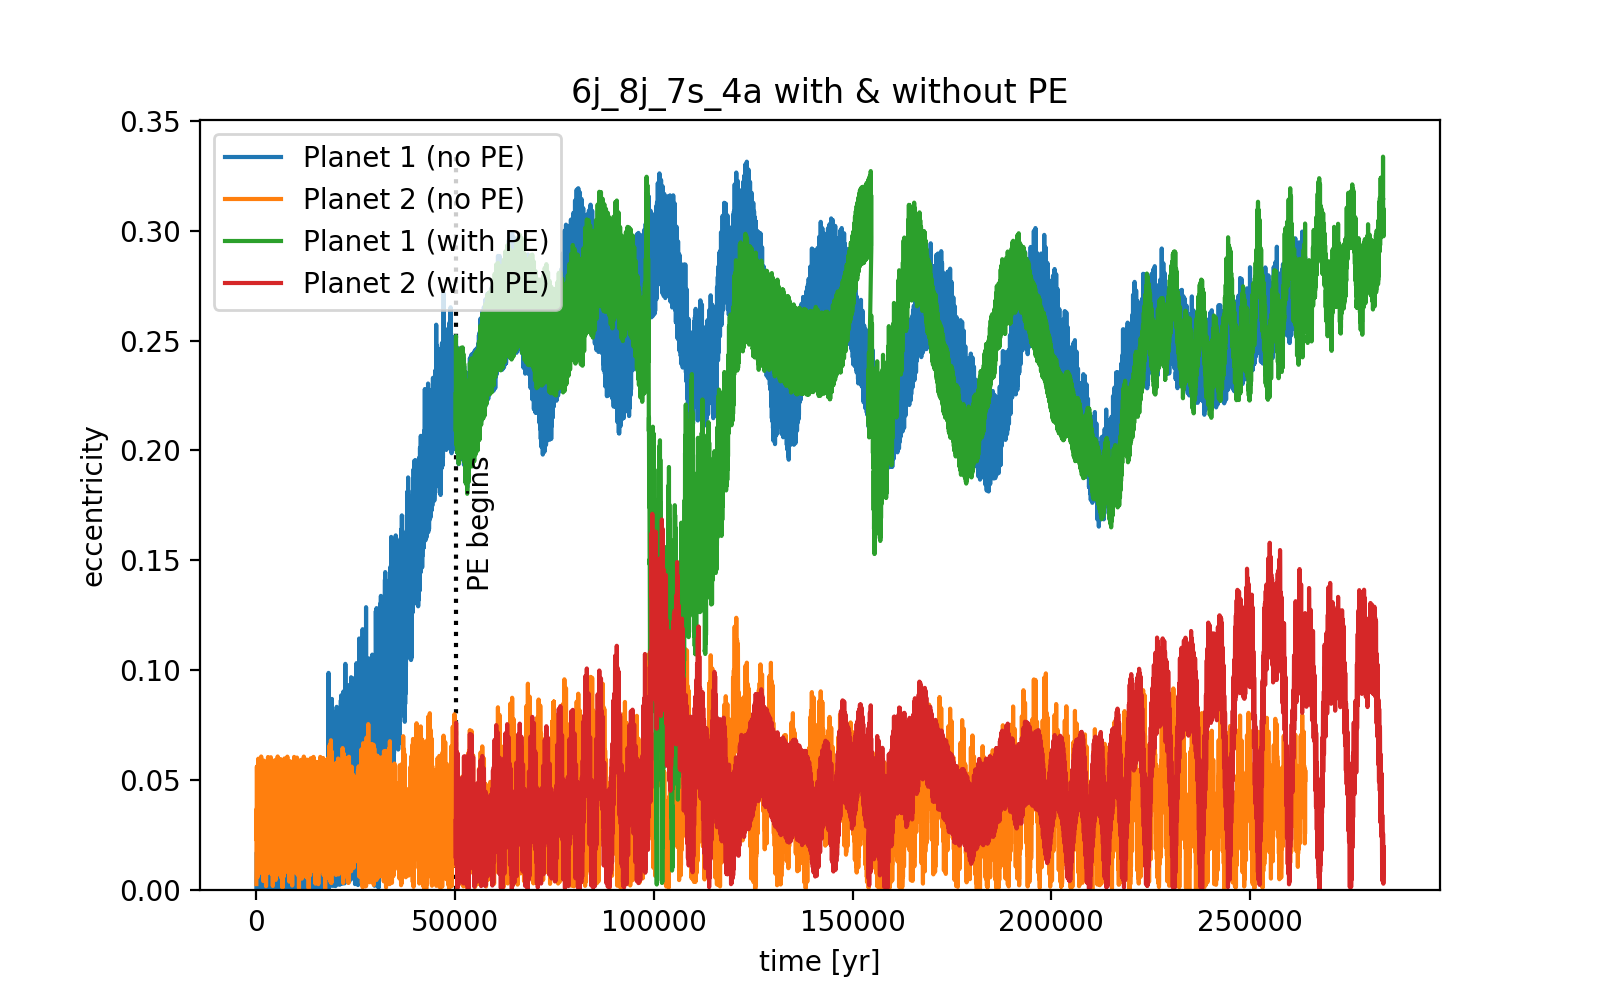 6j_8j_7s_4a with & without PE
0.35
0.30
0.25
0.20
0.15
0.10
0.05
0.00
eccentricity
Planet 1 (no PE)
Planet 2 (no PE)
Planet 1 (with PE)
Planet 2 (with PE)
PE begins
0
50000
100000
150000
200000
250000
time [yr]